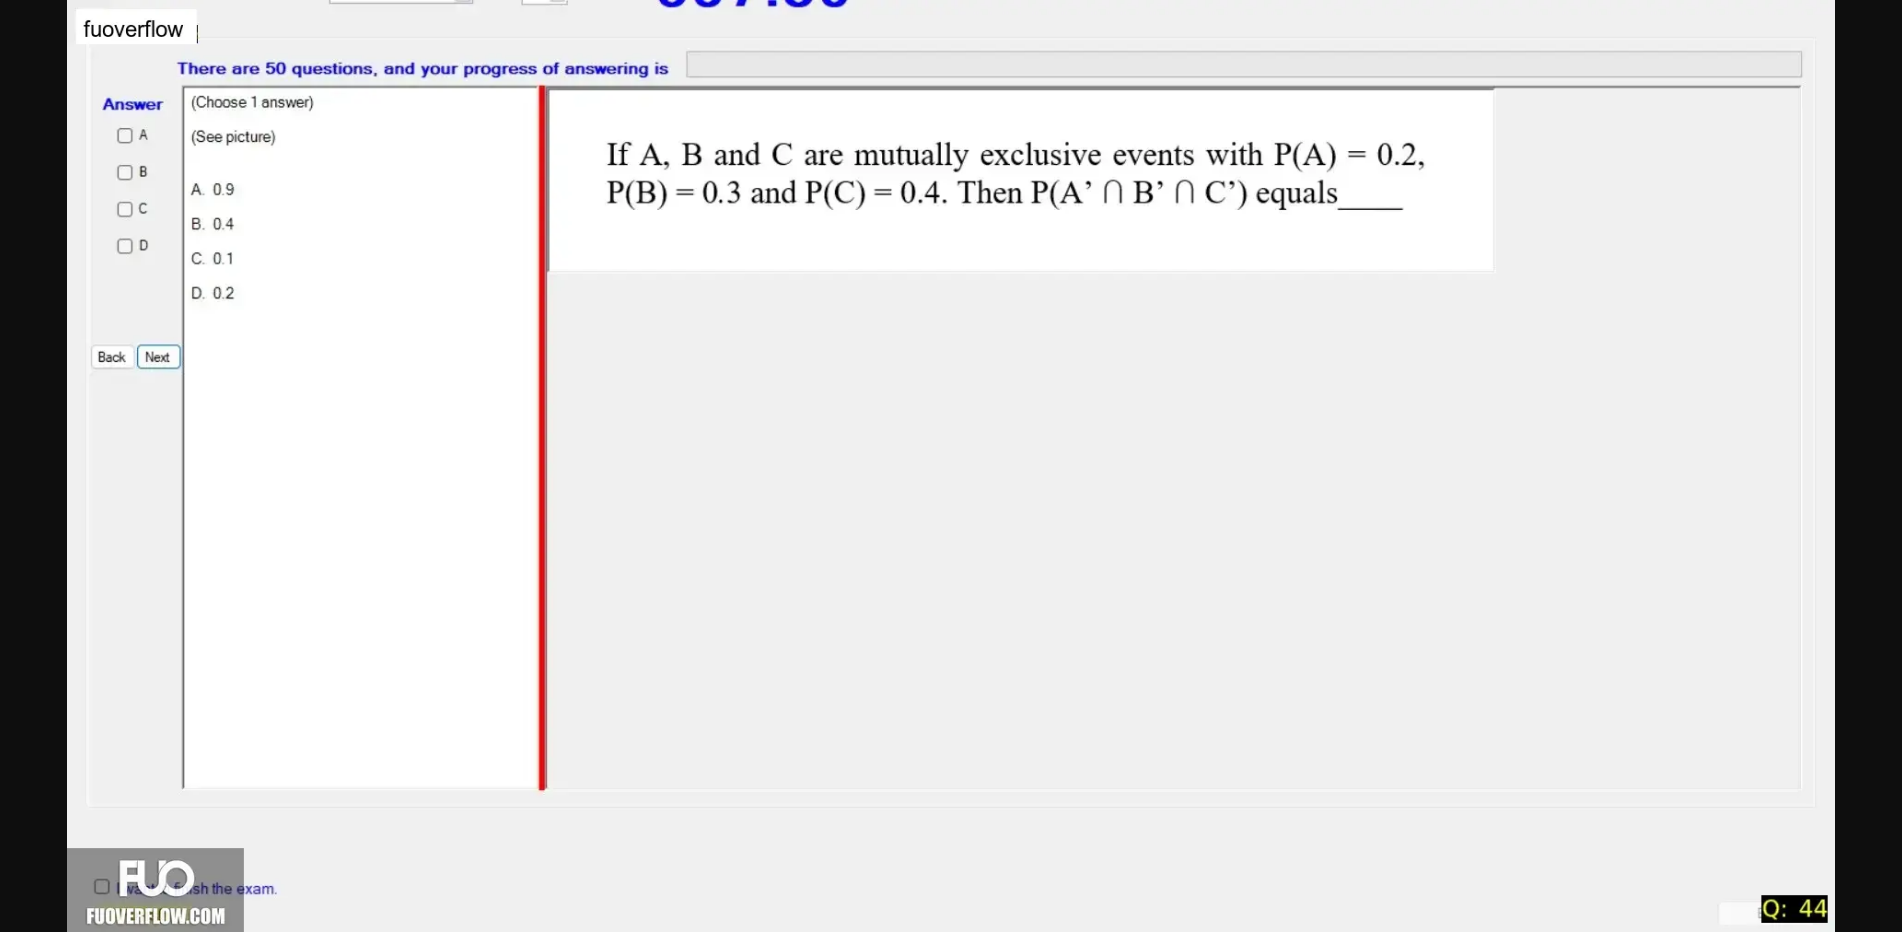 fuoverflow
There are 50 questions, and your progress of answering is
Answer
A
B
C
D
Back Next
(Choose 1 answer)
(See picture)
A. 0.9
B. 0.4
C. 0.1
D. 0.2
If A, B and C are mutually exclusive events with P(A) = 0.2,
P(B) = 0.3 and P(C) = 0.4. Then P(A’ ∩ B’ ∩ C’) equals____
FUO
sh the exam.
FUOVERFLOW.COM
Q: 44